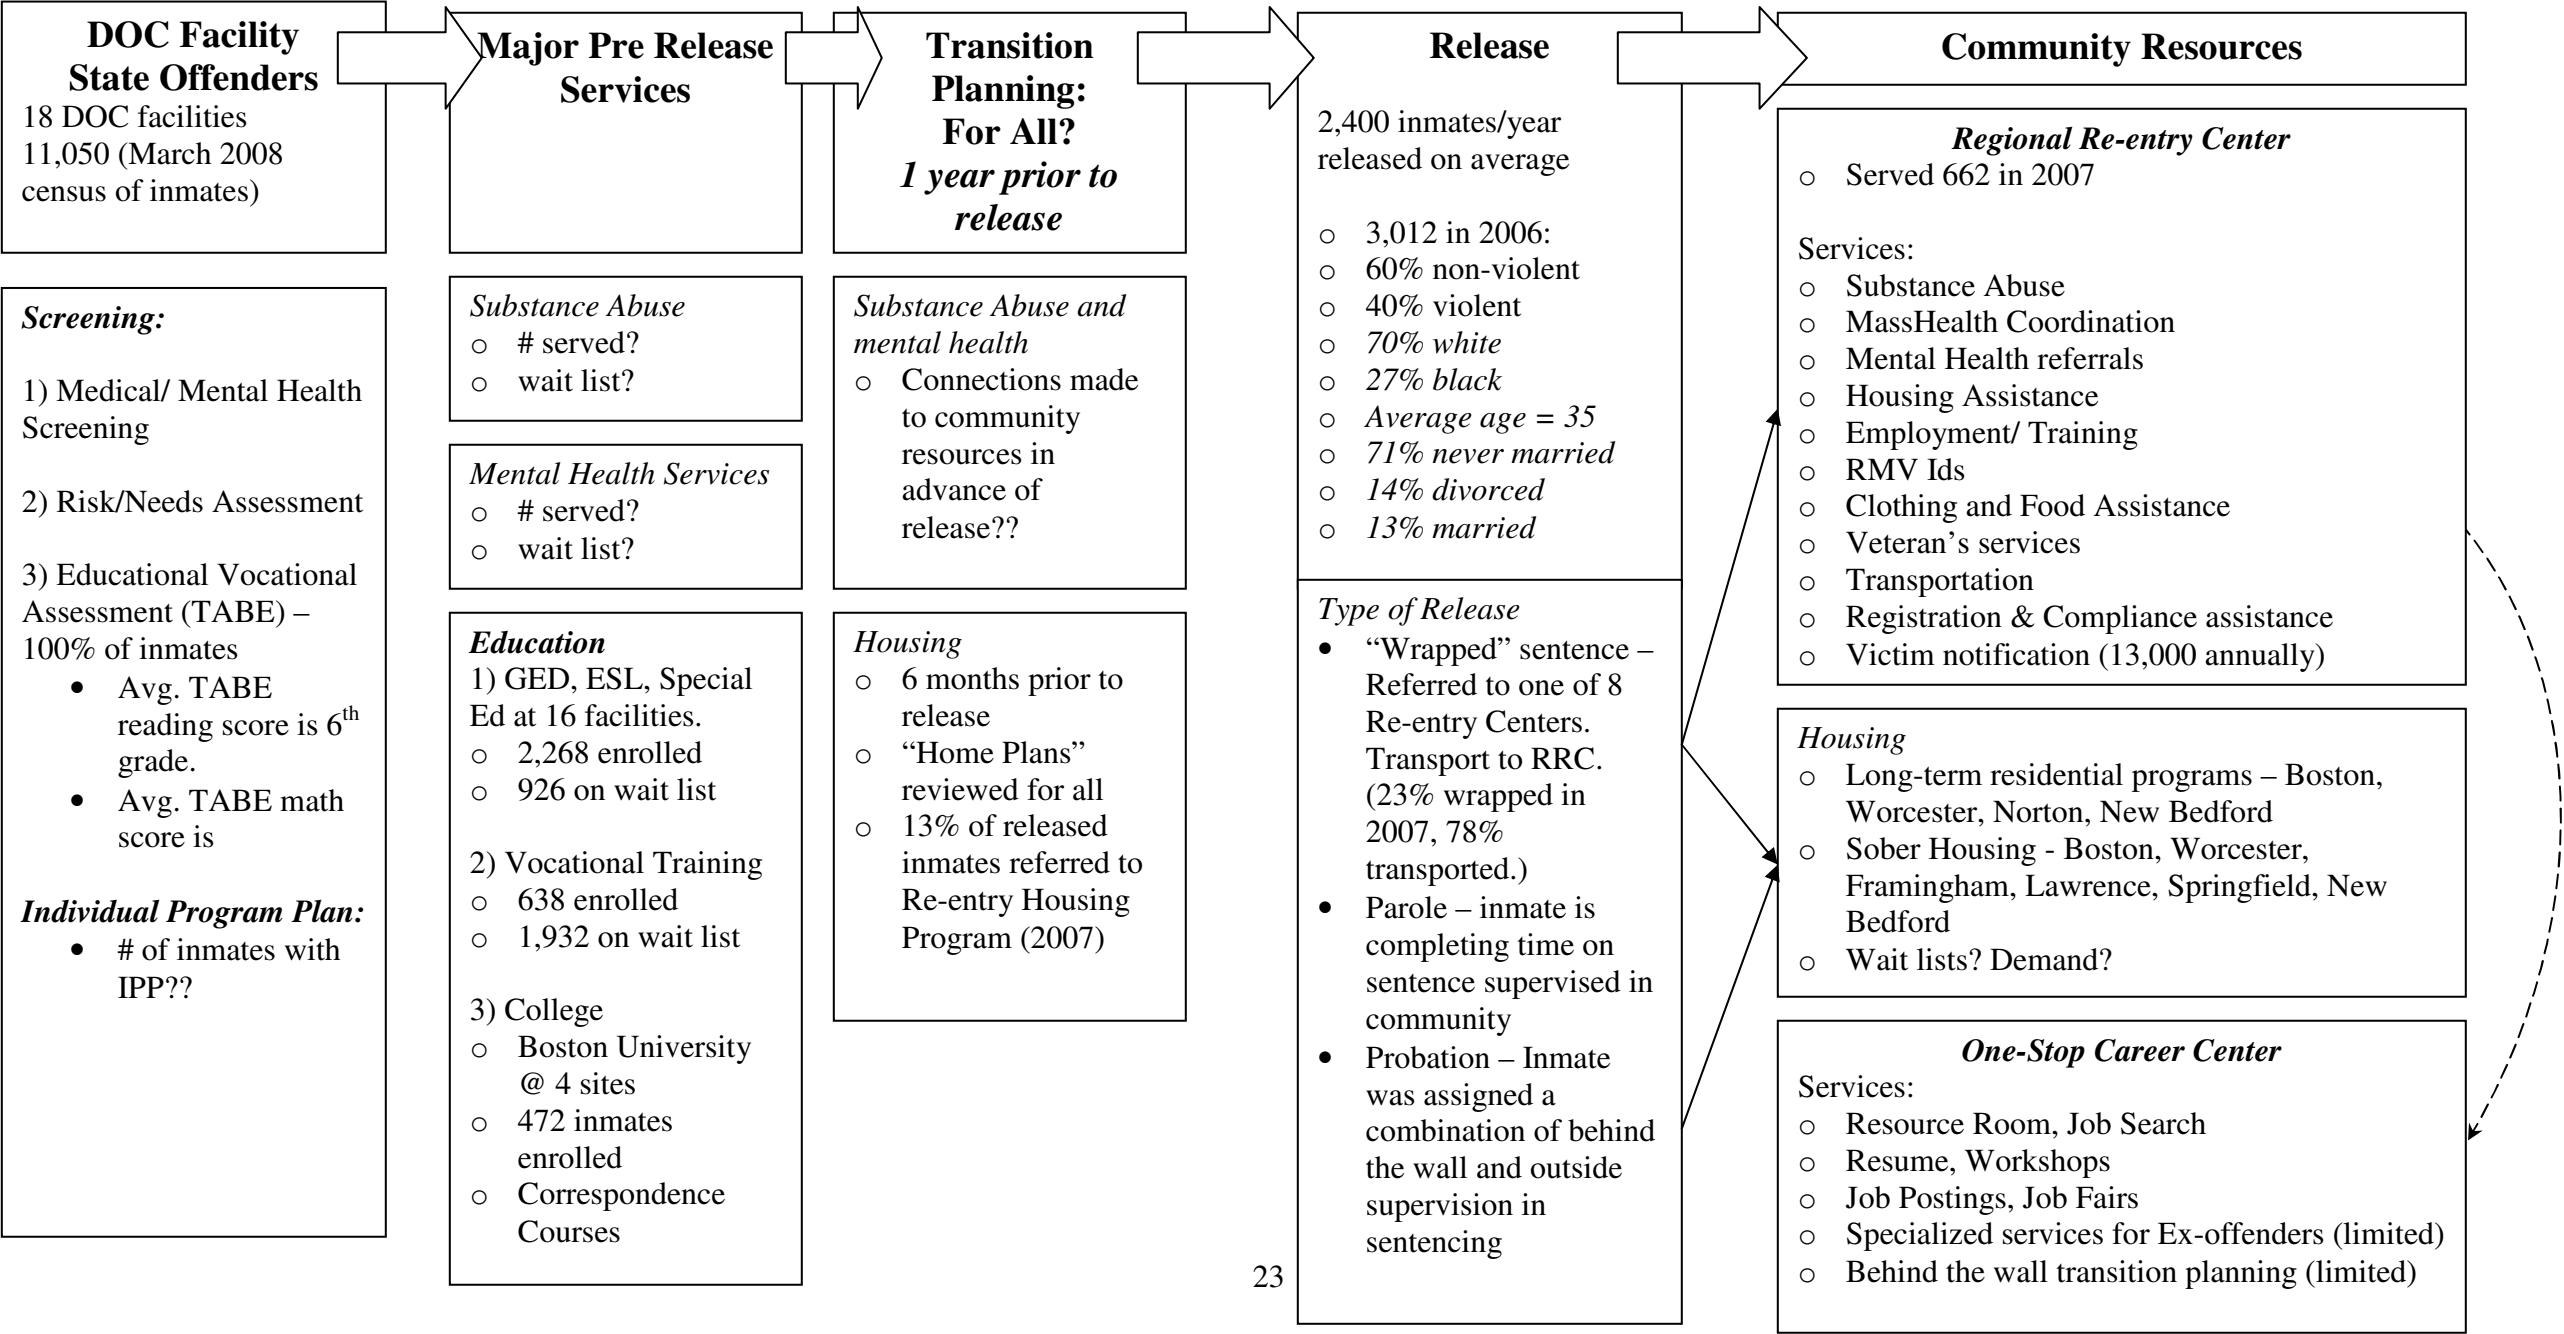 DOC Facility
State Offenders
18 DOC facilities
11,050 (March 2008
census of inmates)
Screening:
1) Medical/ Mental Health
Screening
2) Risk/Needs Assessment
3) Educational Vocational
Assessment (TABE) –
100% of inmates
• Avg. TABE
reading score is 6th
grade.
• Avg. TABE math
score is
Individual Program Plan:
• # of inmates with
IPP??
Major Pre Release
Services
Substance Abuse
o # served?
o wait list?
Mental Health Services
o # served?
o wait list?
Education
1) GED, ESL, Special
Ed at 16 facilities.
o 2,268 enrolled
o 926 on wait list
2) Vocational Training
o 638 enrolled
o 1,932 on wait list
3) College
o Boston University
@ 4 sites
o 472 inmates
enrolled
o Correspondence
Courses
Transition
Planning:
For All?
1 year prior to
release
Substance Abuse and
mental health
o Connections made
to community
resources in
advance of
release??
Housing
o 6 months prior to
release
o “Home Plans”
reviewed for all
o 13% of released
inmates referred to
Re-entry Housing
Program (2007)
Release
2,400 inmates/year
released on average
o 3,012 in 2006:
o 60% non-violent
o 40% violent
o 70% white
o 27% black
o Average age = 35
o 71% never married
o 14% divorced
o 13% married
Type of Release
• “Wrapped” sentence –
Referred to one of 8
Re-entry Centers.
Transport to RRC.
(23% wrapped in
2007, 78%
transported.)
• Parole – inmate is
completing time on
sentence supervised in
community
• Probation – Inmate
was assigned a
combination of behind
the wall and outside
supervision in
sentencing
Community Resources
Regional Re-entry Center
o Served 662 in 2007
Services:
o Substance Abuse
o MassHealth Coordination
o Mental Health referrals
o Housing Assistance
o Employment/ Training
o RMV Ids
o Clothing and Food Assistance
o Veteran’s services
o Transportation
o Registration & Compliance assistance
o Victim notification (13,000 annually)
Housing
o Long-term residential programs – Boston,
Worcester, Norton, New Bedford
o Sober Housing - Boston, Worcester,
Framingham, Lawrence, Springfield, New
Bedford
o Wait lists? Demand?
One-Stop Career Center
Services:
o Resource Room, Job Search
o Resume, Workshops
o Job Postings, Job Fairs
o Specialized services for Ex-offenders (limited)
o Behind the wall transition planning (limited)
23